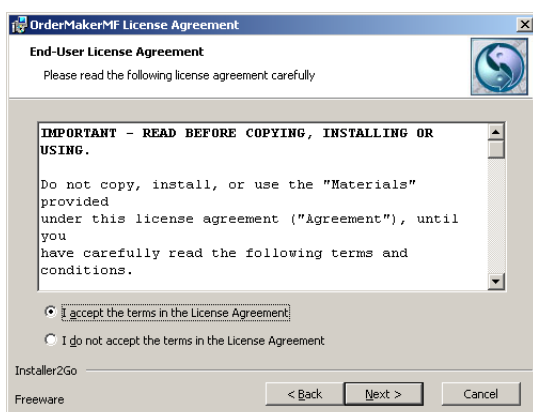 OrderMakerMF License Agreement
End-User License Agreement
Please read the following license agreement carefully
IMPORTANT - READ BEFORE COPYING, INSTALLING OR
USING.
Do not copy, install, or use the "Materials"
provided
under this license agreement ("Agreement"), until
you
have carefully read the following terms and
conditions.
I accept the terms in the License Agreement
I do not accept the terms in the License Agreement
Installer2Go
Freeware
< Back
Next >
Cancel